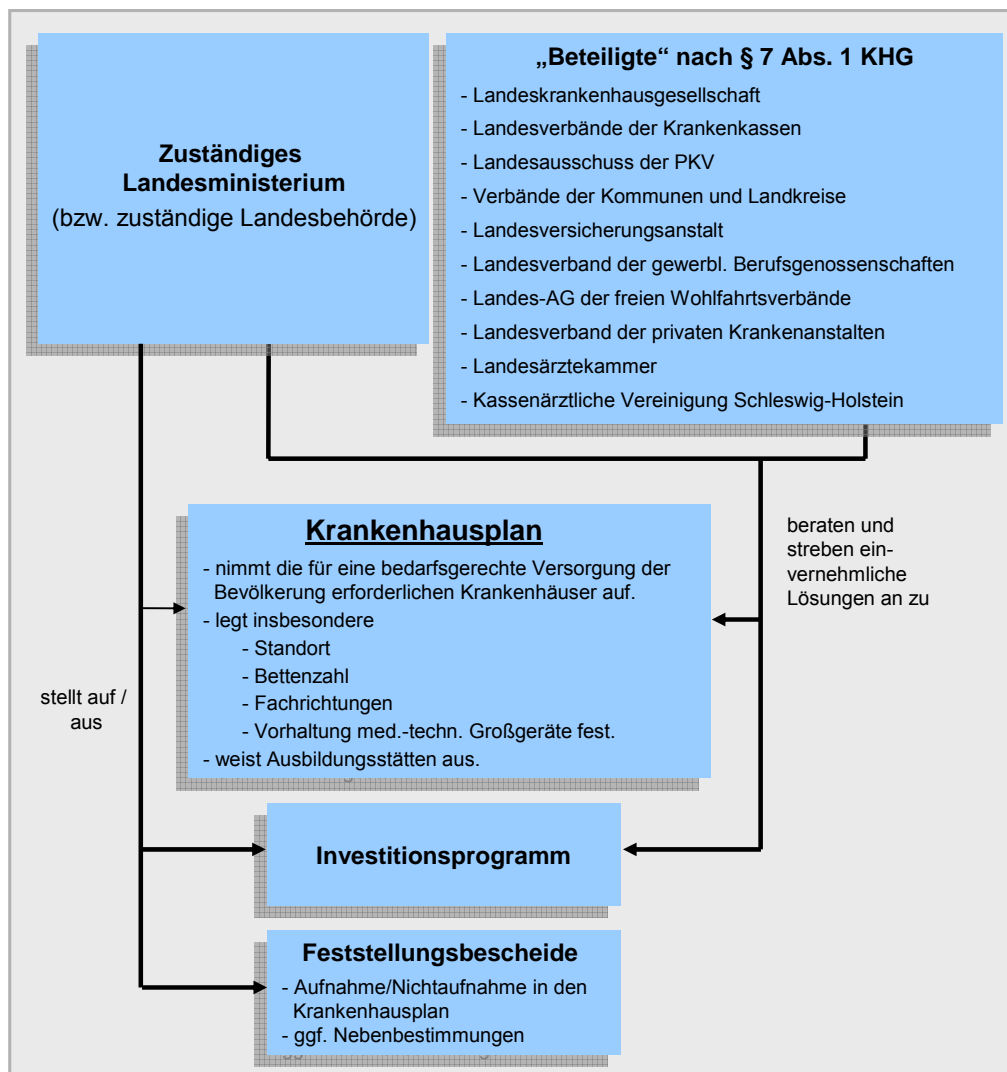 Zuständiges
Landesministerium
(bzw. zuständige Landesbehörde)
„Beteiligte“ nach § 7 Abs. 1 KHG
- Landeskrankenhausgesellschaft
- Landesverbände der Krankenkassen
- Landesausschuss der PKV
- Verbände der Kommunen und Landkreise
- Landesversicherungsanstalt
- Landesverband der gewerbl. Berufsgenossenschaften
- Landes-AG der freien Wohlfahrtsverbände
- Landesverband der privaten Krankenanstalten
- Landesärztekammer
- Kassenärztliche Vereinigung Schleswig-Holstein
Krankenhausplan
- nimmt die für eine bedarfsgerechte Versorgung der
Bevölkerung erforderlichen Krankenhäuser auf.
- legt insbesondere
- Standort
- Bettenzahl
- Fachrichtungen
- Vorhaltung med.-techn. Großgeräte fest.
- weist Ausbildungsstätten aus.
beraten und
streben ein-
vernehmliche
Lösungen an zu
stellt auf /
aus
Investitionsprogramm
Feststellungsbescheide
- Aufnahme/Nichtaufnahme in den
Krankenhausplan
- ggf. Nebenbestimmungen